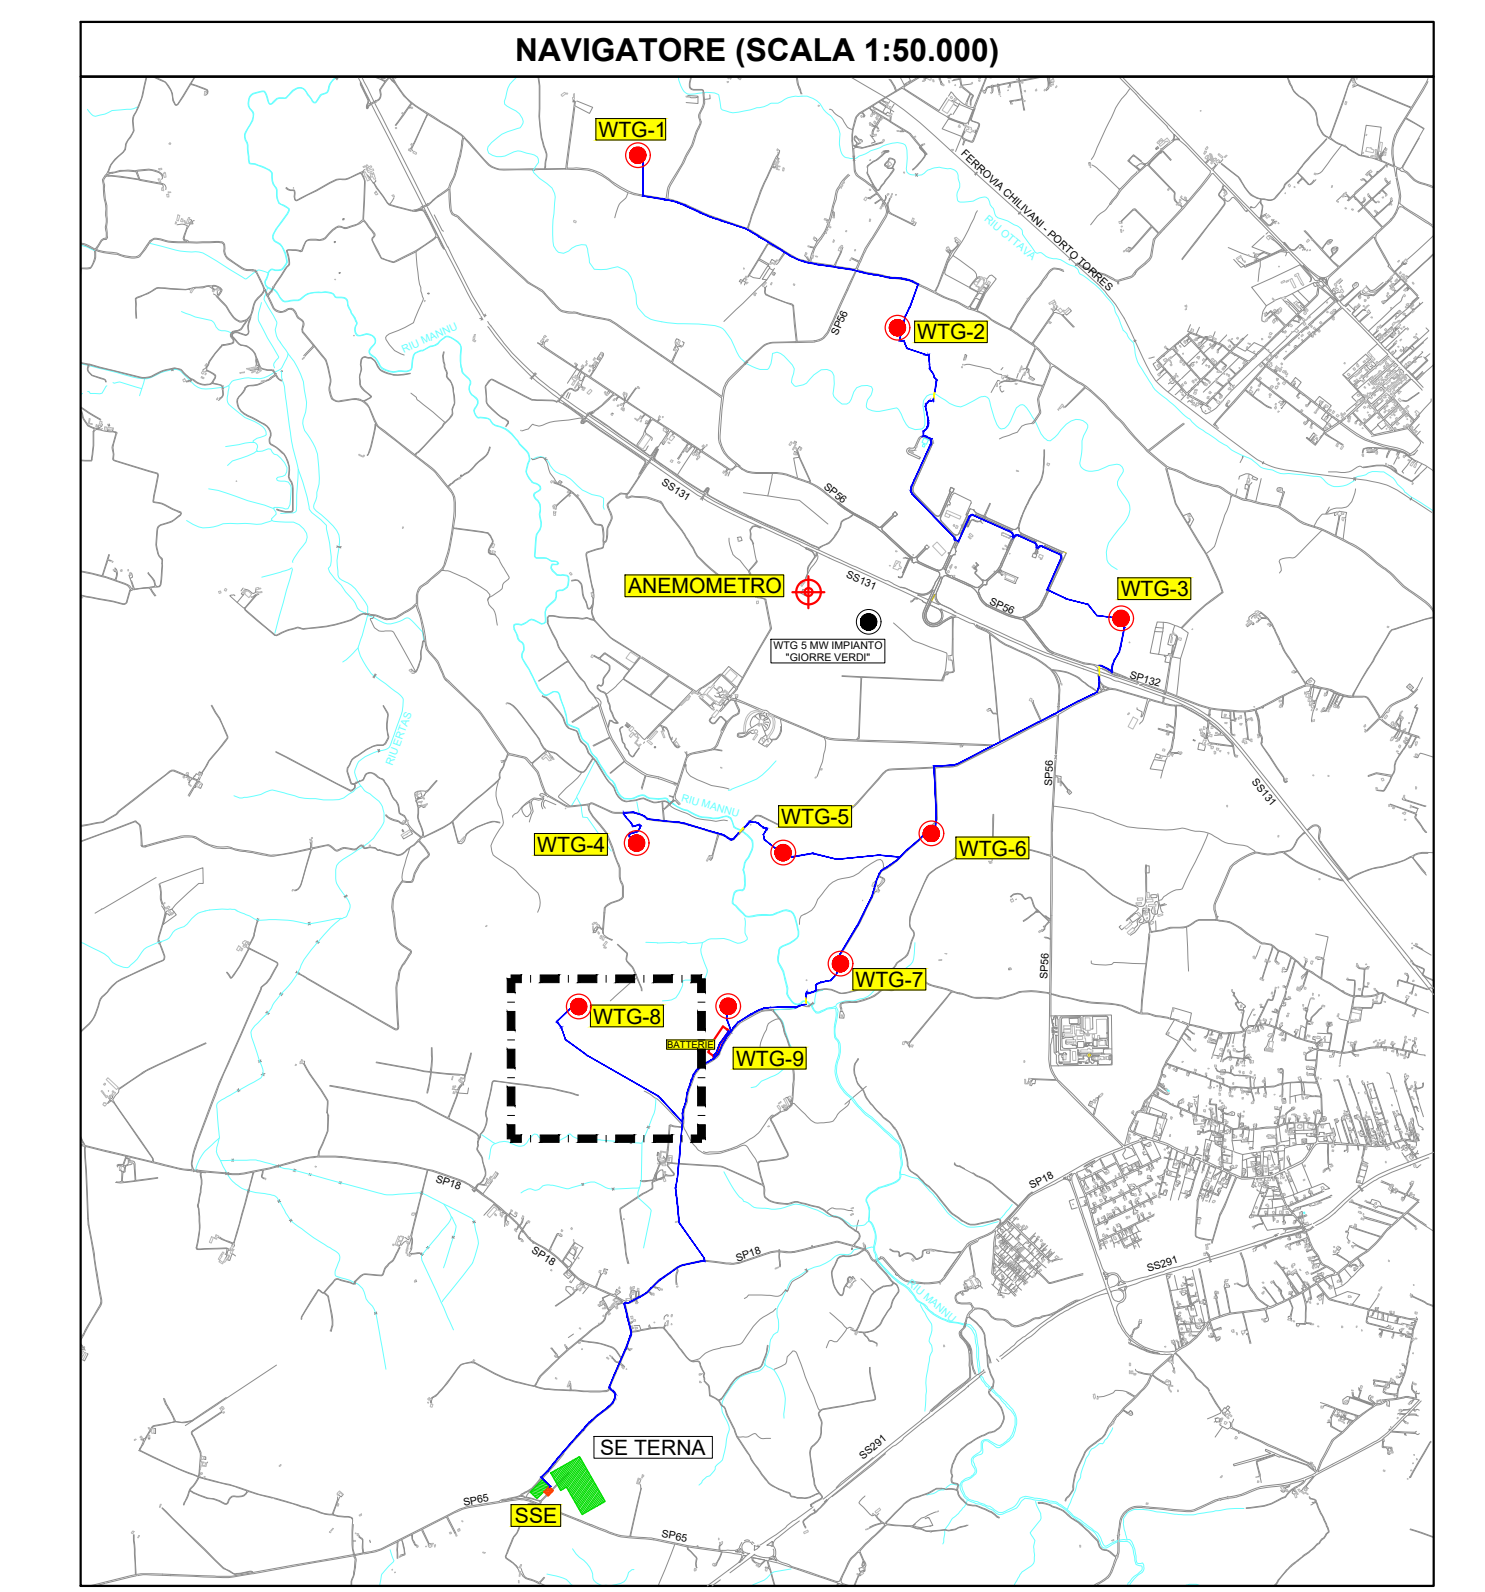 NAVIGATORE (SCALA 1:50.000)
WTG-1
FERROVIA CHILIVANI - PORTO TORRES
RIU OTTAVA
SP56
WTG-2
RIU MANNU
SS131
SP56
ANEMOMETRO
SS131
SP56
WTG-3
WTG 5 MW IMPIANTO
"GIORRE VERDI"
SP132
RIU ERTAS
SP56
SS131
RIU MANNU
WTG-5
WTG-4
WTG-6
SP56
WTG-7
WTG-8
BATTERIE
WTG-9
SP18
SP18
SP18
SP18
SS291
RIU MANNU
SE TERNA
SS291
SP65
SSE
SP65